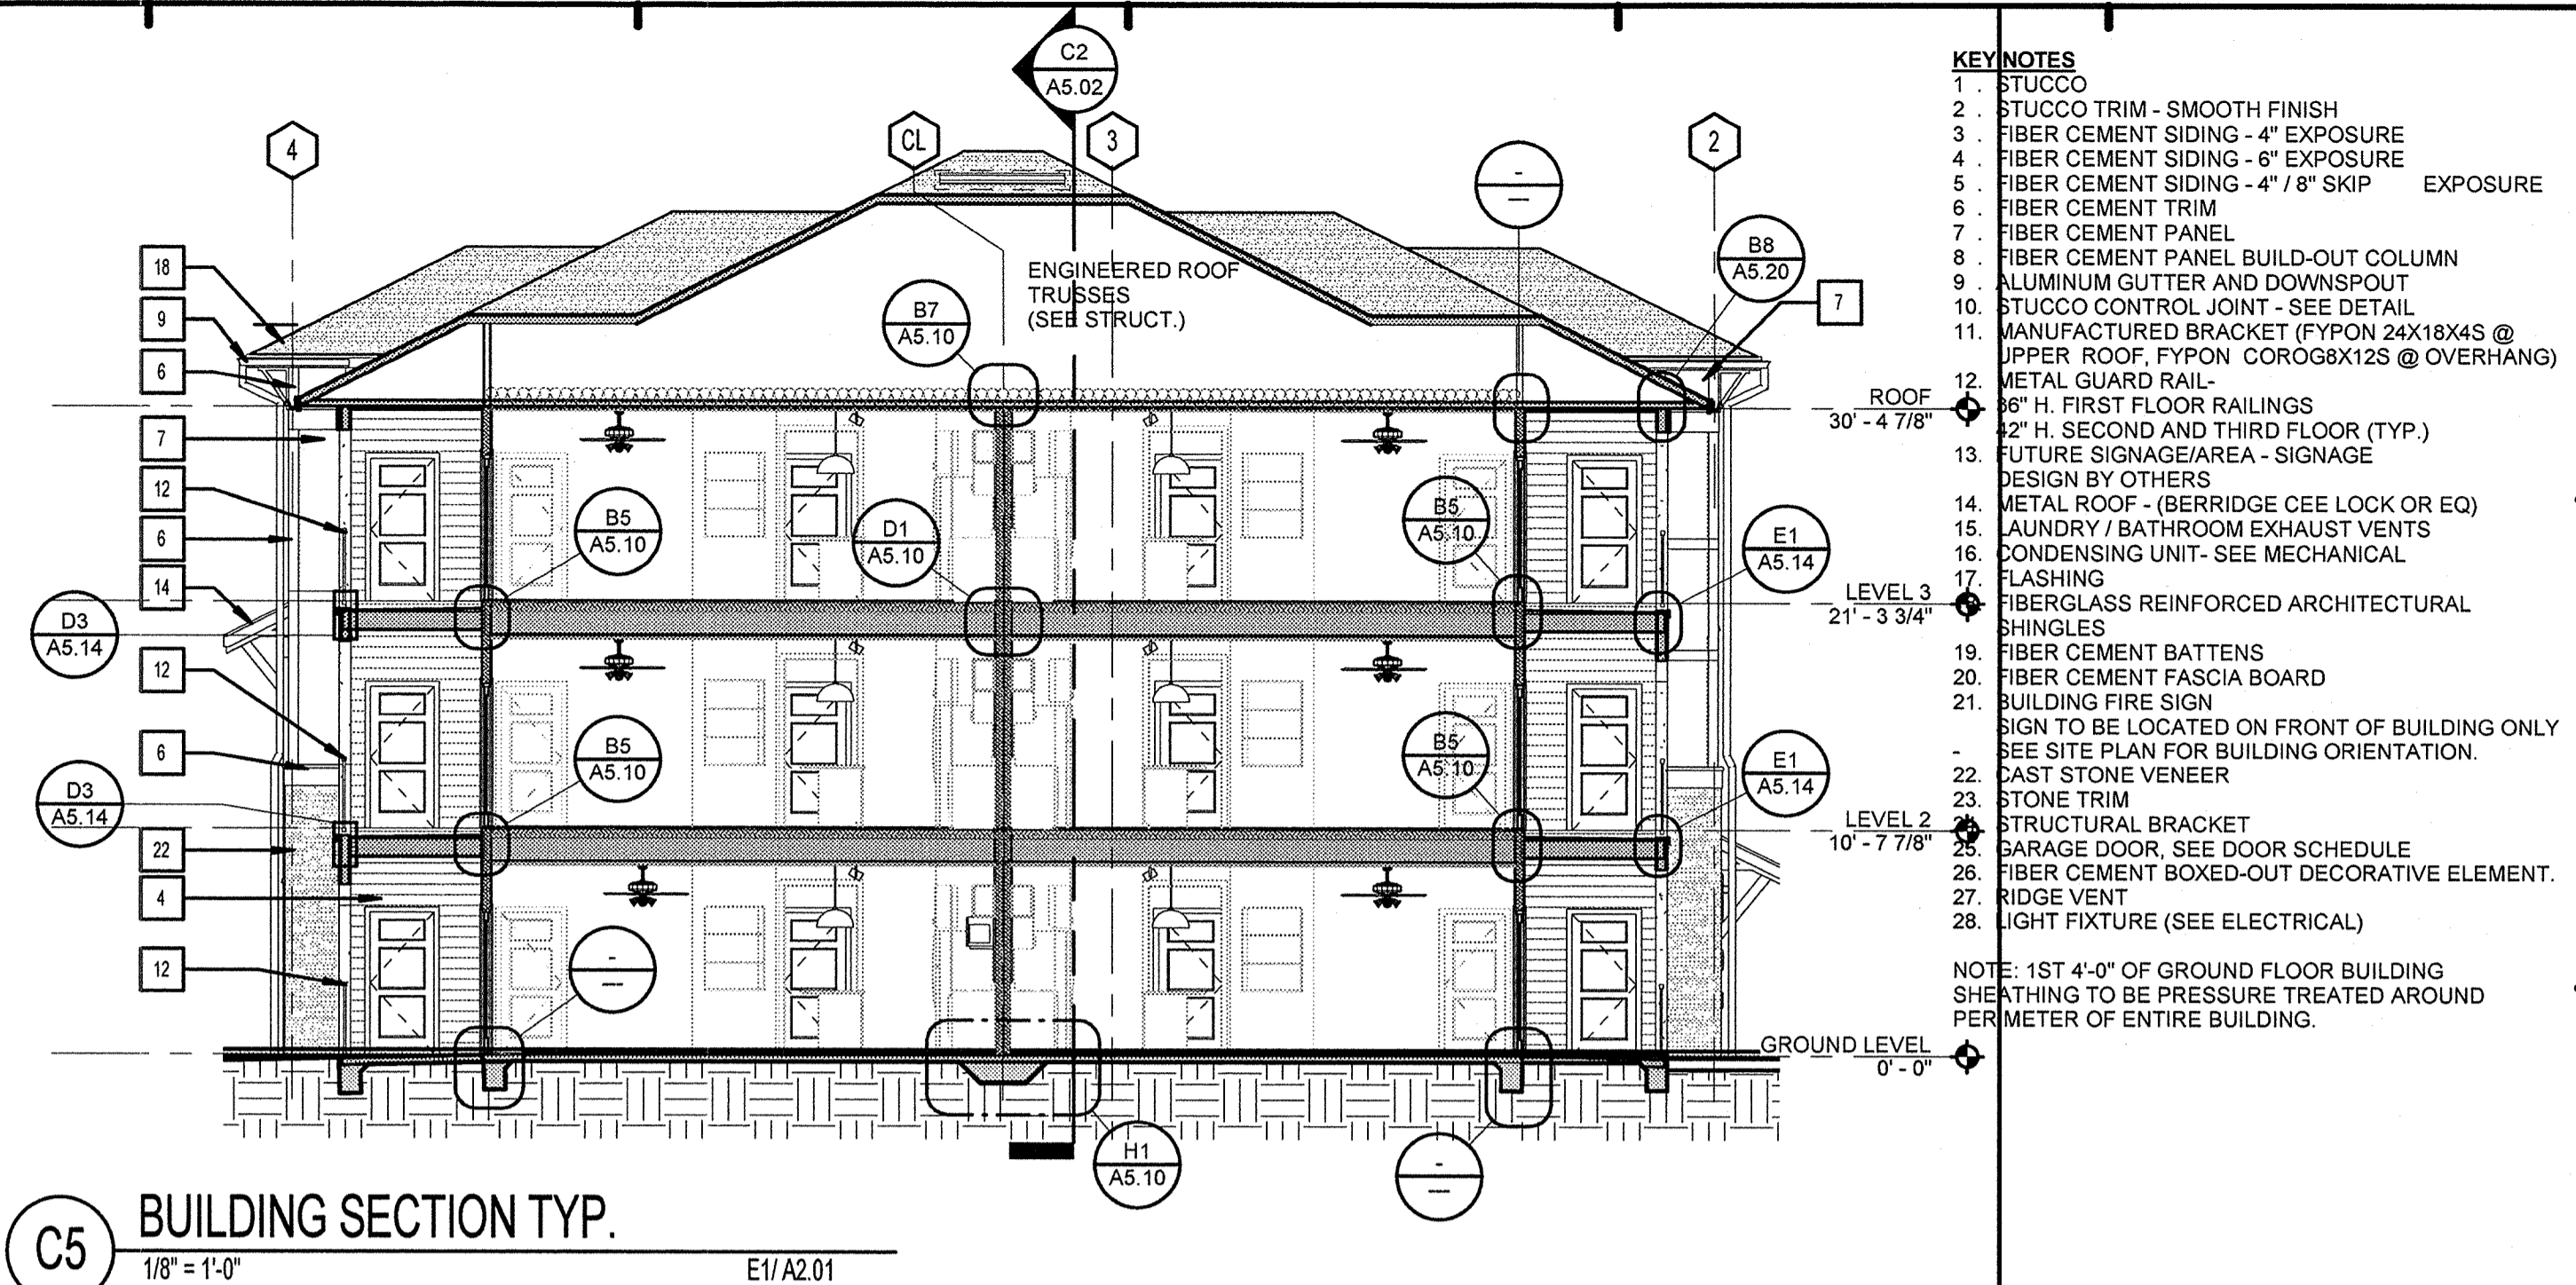 C2
A5.02
4
CL
3
2
-
---
B8
A5.20
7
18
9
6
7
12
6
14
D3
A5.14
12
6
D3
A5.14
22
4
12
ENGINEERED ROOF
TRUSSES
(SEE STRUCT.)
B7
A5.10
B5
A5.10
D1
A5.10
B5
A5.10
E1
A5.14
B5
A5.10
B5
A5.10
E1
A5.14
-
---
H1
A5.10
-
---
ROOF
30' - 4 7/8"
LEVEL 3
21' - 3 3/4"
LEVEL 2
10' - 7 7/8"
GROUND LEVEL
0' - 0"
C5
BUILDING SECTION TYP.
1/8" = 1'-0"
E1/ A2.01
KEY NOTES
1 . STUCCO
2 . STUCCO TRIM - SMOOTH FINISH
3 . FIBER CEMENT SIDING - 4" EXPOSURE
4 . FIBER CEMENT SIDING - 6" EXPOSURE
5 . FIBER CEMENT SIDING - 4" / 8" SKIP EXPOSURE
6 . FIBER CEMENT TRIM
7 . FIBER CEMENT PANEL
8 . FIBER CEMENT PANEL BUILD-OUT COLUMN
9 . ALUMINUM GUTTER AND DOWNSPOUT
10. STUCCO CONTROL JOINT - SEE DETAIL
11. MANUFACTURED BRACKET (FYPON 24X18X4S @
UPPER ROOF, FYPON COROG8X12S @ OVERHANG)
12. METAL GUARD RAIL-
36" H. FIRST FLOOR RAILINGS
42" H. SECOND AND THIRD FLOOR (TYP.)
13. FUTURE SIGNAGE/AREA - SIGNAGE
DESIGN BY OTHERS
14. METAL ROOF - (BERRIDGE CEE LOCK OR EQ)
15. LAUNDRY / BATHROOM EXHAUST VENTS
16. CONDENSING UNIT- SEE MECHANICAL
17. FLASHING
FIBERGLASS REINFORCED ARCHITECTURAL
SHINGLES
19. FIBER CEMENT BATTENS
20. FIBER CEMENT FASCIA BOARD
21. BUILDING FIRE SIGN
SIGN TO BE LOCATED ON FRONT OF BUILDING ONLY
- SEE SITE PLAN FOR BUILDING ORIENTATION.
22. CAST STONE VENEER
23. STONE TRIM
STRUCTURAL BRACKET
25. GARAGE DOOR, SEE DOOR SCHEDULE
26. FIBER CEMENT BOXED-OUT DECORATIVE ELEMENT.
27. RIDGE VENT
28. LIGHT FIXTURE (SEE ELECTRICAL)
NOTE: 1ST 4'-0" OF GROUND FLOOR BUILDING
SHEATHING TO BE PRESSURE TREATED AROUND
PERIMETER OF ENTIRE BUILDING.